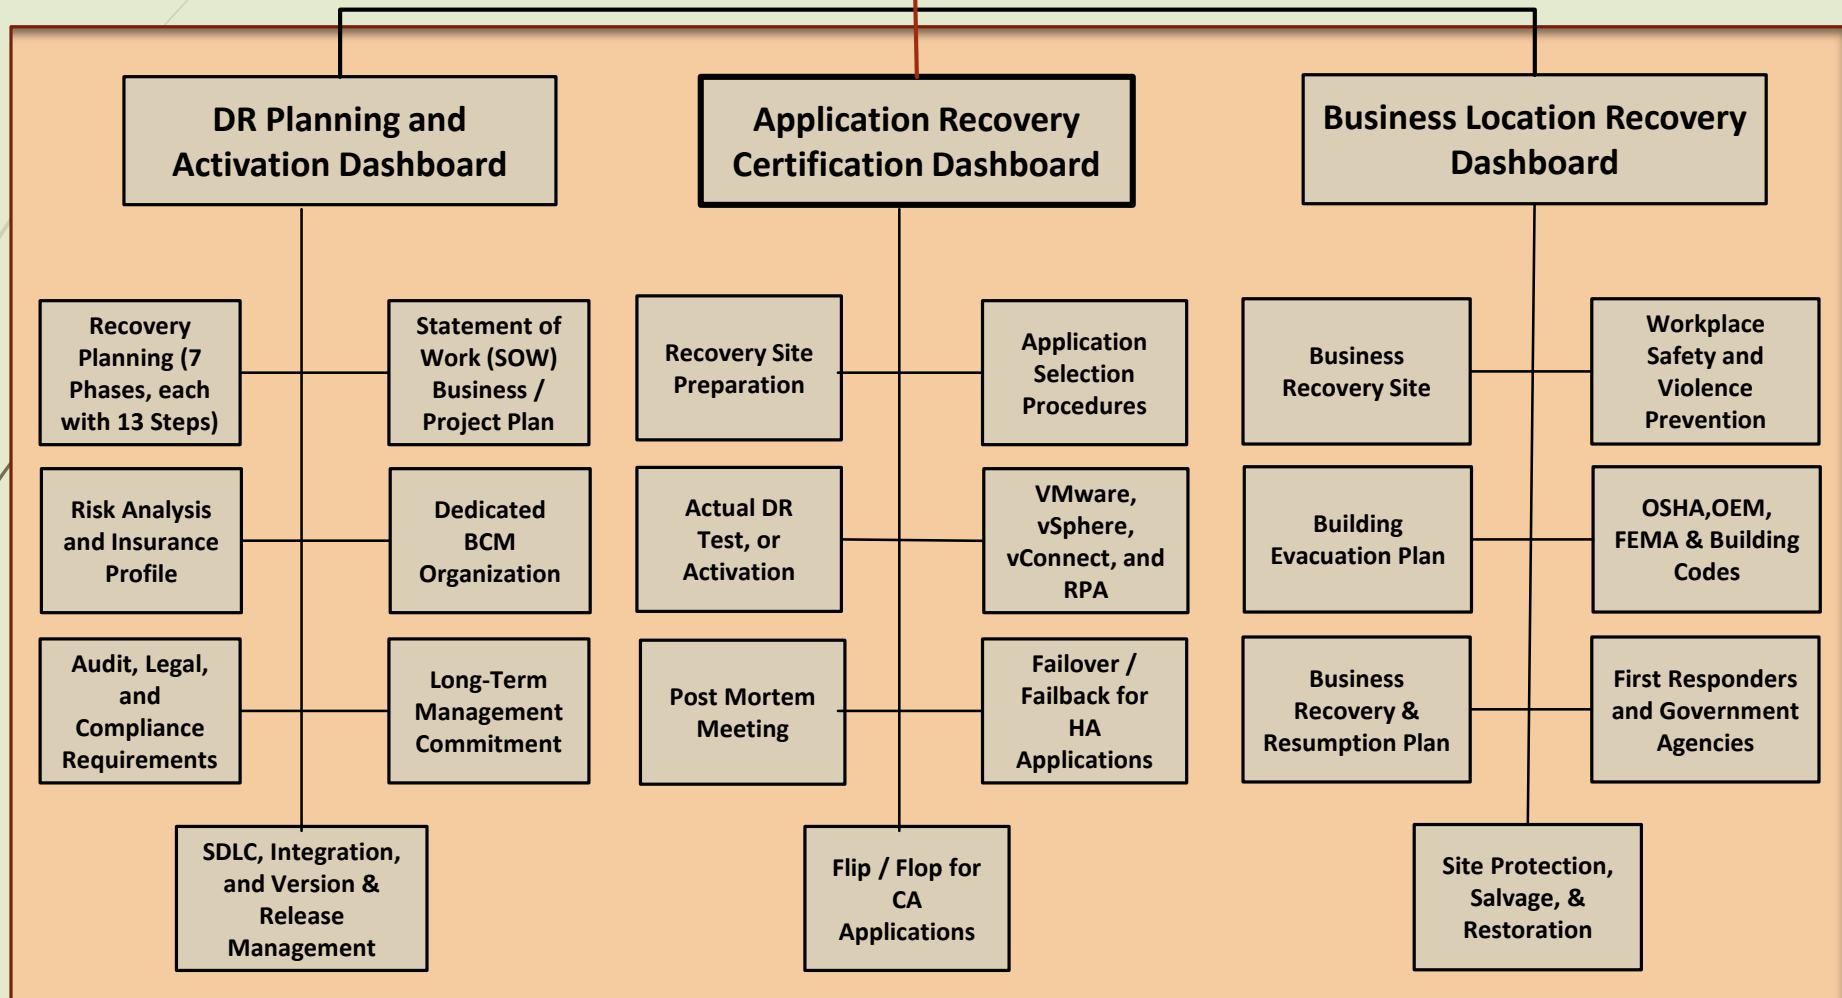 DR Planning and
Activation Dashboard
Application Recovery
Certification Dashboard
Business Location Recovery
Dashboard
Recovery
Planning (7
Phases, each
with 13 Steps)
Statement of
Work (SOW)
Business /
Project Plan
Recovery Site
Preparation
Application
Selection
Procedures
Business
Recovery Site
Workplace
Safety and
Violence
Prevention
Risk Analysis
and Insurance
Profile
Dedicated
BCM
Organization
Actual DR
Test, or
Activation
VMware,
vSphere,
vConnect, and
RPA
Building
Evacuation Plan
OSHA,OEM,
FEMA & Building
Codes
Audit, Legal,
and
Compliance
Requirements
Long-Term
Management
Commitment
Post Mortem
Meeting
Failover /
Failback for
HA
Applications
Business
Recovery &
Resumption Plan
First Responders
and Government
Agencies
SDLC, Integration,
and Version &
Release
Management
Flip / Flop for
CA
Applications
Site Protection,
Salvage, &
Restoration